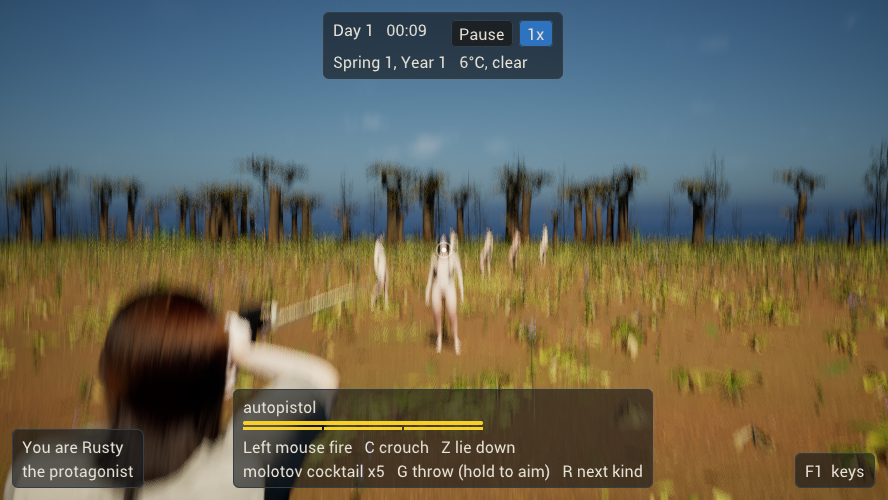 Day 1 00:09 Pause 1x
Spring 1, Year 1 6°C, clear
autopistol
Left mouse fire C crouch Z lie down
molotov cocktail x5 G throw (hold to aim) R next kind
You are Rusty
the protagonist
F1 keys